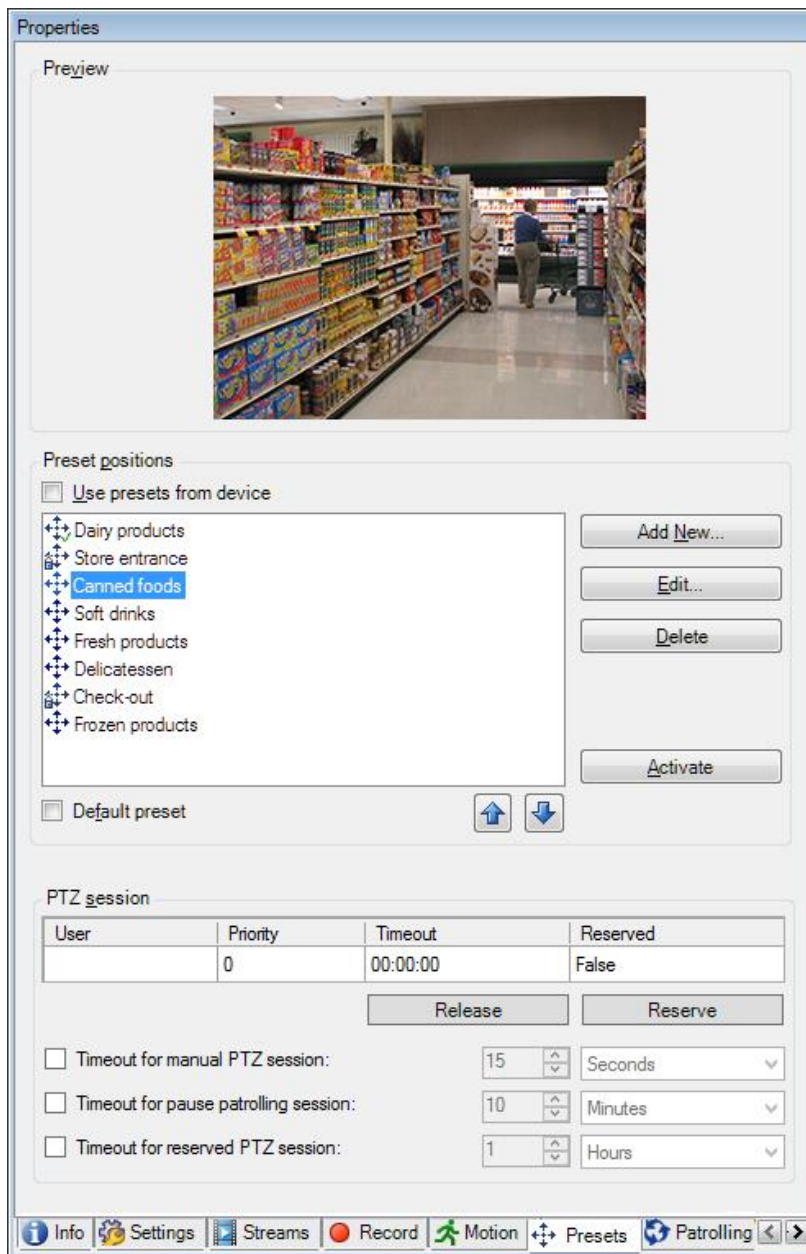 Properties
Preview
Preset positions
Use presets from device
Dairy products
Store entrance
Canned foods
Soft drinks
Fresh products
Delicatessen
Check-out
Frozen products
Add New...
Edit...
Delete
Activate
Default preset
PTZ session
User Priority Timeout Reserved
0 00:00:00 False
Release Reserve
Timeout for manual PTZ session: 15 Seconds
Timeout for pause patrolling session: 10 Minutes
Timeout for reserved PTZ session: 1 Hours
Info Settings Streams Record Motion Presets Patrolling